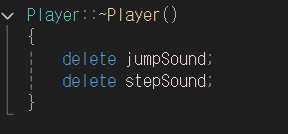 Player::~Player()
{
    delete jumpSound;
    delete stepSound;
}